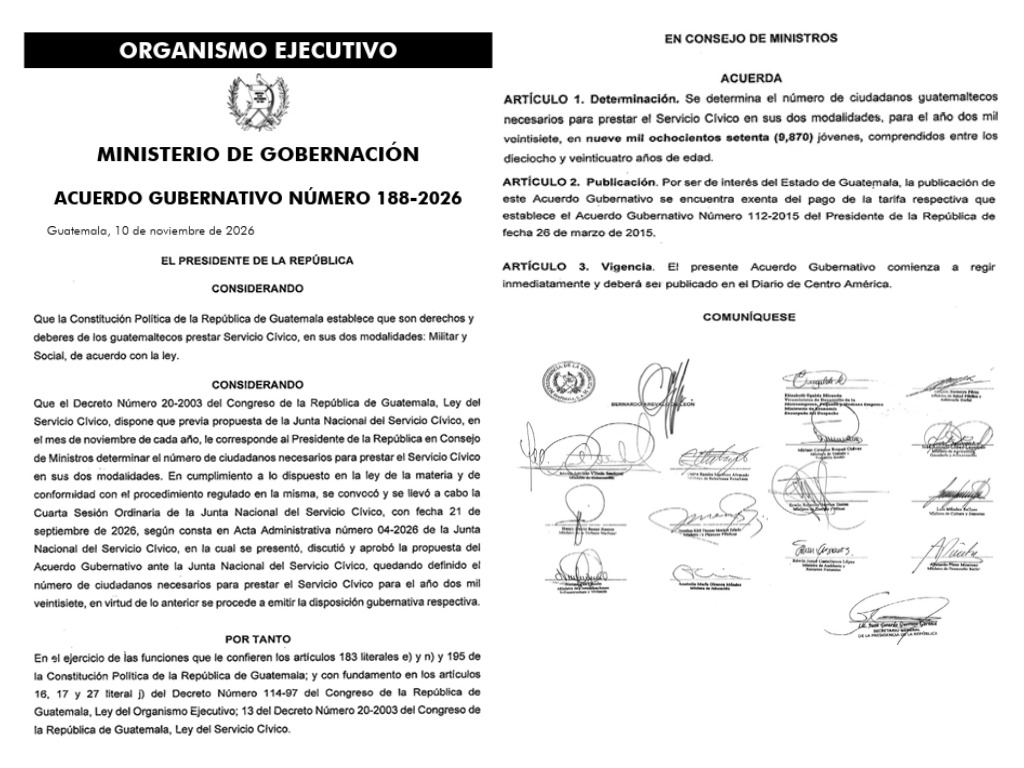 ORGANISMO EJECUTIVO
MINISTERIO DE GOBERNACIÓN
ACUERDO GUBERNATIVO NÚMERO 188-2026
Guatemala, 10 de noviembre de 2026
EL PRESIDENTE DE LA REPÚBLICA
CONSIDERANDO
Que la Constitución Política de la República de Guatemala establece que son derechos y
deberes de los guatemaltecos prestar Servicio Cívico, en sus dos modalidades: Militar y
Social, de acuerdo con la ley.
CONSIDERANDO
Que el Decreto Número 20-2003 del Congreso de la República de Guatemala, Ley del
Servicio Cívico, dispone que previa propuesta de la Junta Nacional del Servicio Cívico, en
el mes de noviembre de cada año, le corresponde al Presidente de la República en Consejo
de Ministros determinar el número de ciudadanos necesarios para prestar el Servicio Cívico
en sus dos modalidades. En cumplimiento a lo dispuesto en la ley de la materia y de
conformidad con el procedimiento regulado en la misma, se convocó y se llevó a cabo la
Cuarta Sesión Ordinaria de la Junta Nacional del Servicio Cívico, con fecha 21 de
septiembre de 2026, según consta en Acta Administrativa número 04-2026 de la Junta
Nacional del Servicio Cívico, en la cual se presentó, discutió y aprobó la propuesta del
Acuerdo Gubernativo ante la Junta Nacional del Servicio Cívico, quedando definido el
número de ciudadanos necesarios para prestar el Servicio Cívico para el año dos mil
veintisiete, en virtud de lo anterior se procede a emitir la disposición gubernativa respectiva.
POR TANTO
En el ejercicio de las funciones que le confieren los artículos 183 literales e) y n) y 195 de
la Constitución Política de la República de Guatemala; y con fundamento en los artículos
16, 17 y 27 literal j) del Decreto Número 114-97 del Congreso de la República de
Guatemala, Ley del Organismo Ejecutivo; 13 del Decreto Número 20-2003 del Congreso de
la República de Guatemala, Ley del Servicio Cívico.
EN CONSEJO DE MINISTROS
ACUERDA
ARTÍCULO 1. Determinación. Se determina el número de ciudadanos guatemaltecos
necesarios para prestar el Servicio Cívico en sus dos modalidades, para el año dos mil
veintisiete, en nueve mil ochocientos setenta (9,870) jóvenes, comprendidos entre los
dieciocho y veinticuatro años de edad.
ARTÍCULO 2. Publicación. Por ser de interés del Estado de Guatemala, la publicación de
este Acuerdo Gubernativo se encuentra exenta del pago de la tarifa respectiva que
establece el Acuerdo Gubernativo Número 112-2015 del Presidente de la República de
fecha 26 de marzo de 2015.
ARTÍCULO 3. Vigencia. El presente Acuerdo Gubernativo comienza a regir
inmediatamente y deberá ser publicado en el Diario de Centro América.
COMUNÍQUESE
BERNARDO
SECRETARIO GENERAL
DE LA PRESIDENCIA DE LA REPÚBLICA